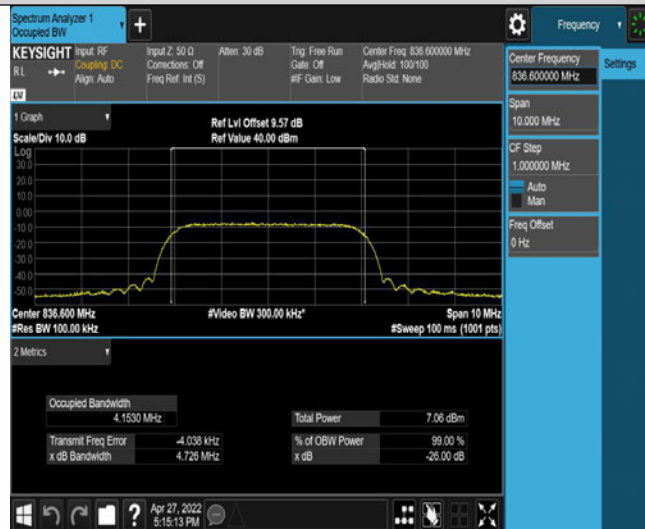 Spectrum Analyzer 1
Occupied BW
Frequency
KEYSIGHT Input: RF
Input Z: 50 Ω
Atten: 30 dB
Trig: Free Run
Center Freq: 836.600000 MHz
RL
Coupling: DC
Corrections: Off
Gate: Off
Avg|Hold: 100/100
Align: Auto
Freq Ref: Int (S)
#IF Gain: Low
Radio Std: None
LXI
Center Frequency
836.600000 MHz
Settings
Span
10.000 MHz
CF Step
1.000000 MHz
Auto
Man
Freq Offset
0 Hz
1 Graph
Ref Lvl Offset 9.57 dB
Scale/Div 10.0 dB
Ref Value 40.00 dBm
Log
30.0
20.0
10.0
0.00
-10.0
-20.0
-30.0
-40.0
-50.0
Center 836.600 MHz
#Video BW 300.00 kHz*
Span 10 MHz
#Res BW 100.00 kHz
#Sweep 100 ms (1001 pts)
2 Metrics
Occupied Bandwidth
4.1530 MHz
Total Power
7.06 dBm
Transmit Freq Error
-4.038 kHz
% of OBW Power
99.00 %
x dB Bandwidth
4.726 MHz
x dB
-26.00 dB
?
Apr 27, 2022
5:15:13 PM